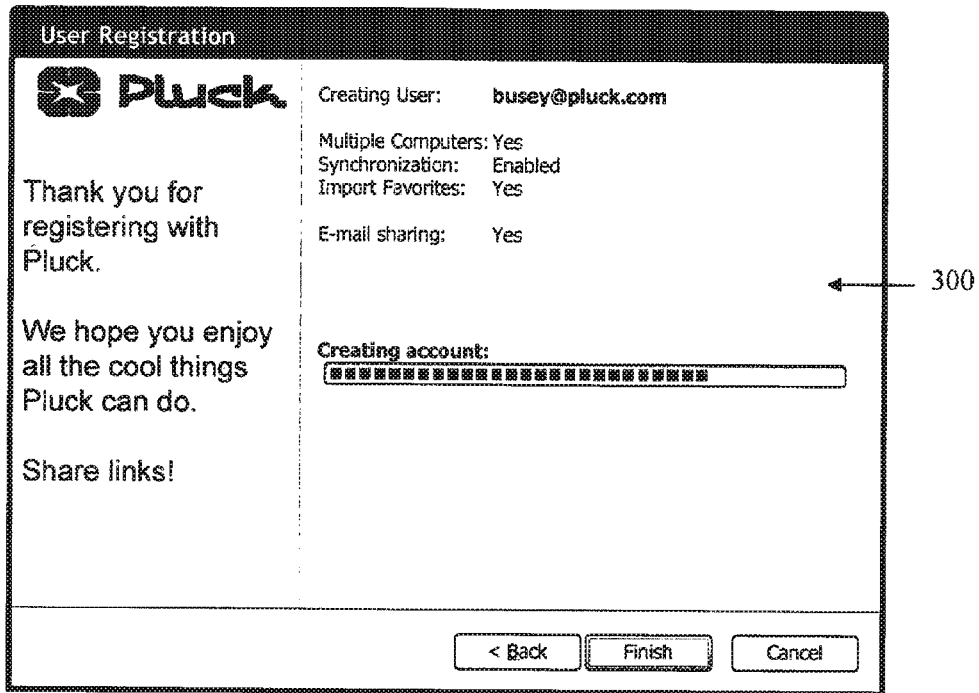 User Registration
Pluck
Thank you for
registering with
Pluck.
We hope you enjoy
all the cool things
Pluck can do.
Share links!
Creating User: busey@pluck.com
Multiple Computers: Yes
Synchronization: Enabled
Import Favorites: Yes
E-mail sharing: Yes
Creating account:
< Back Finish Cancel
300